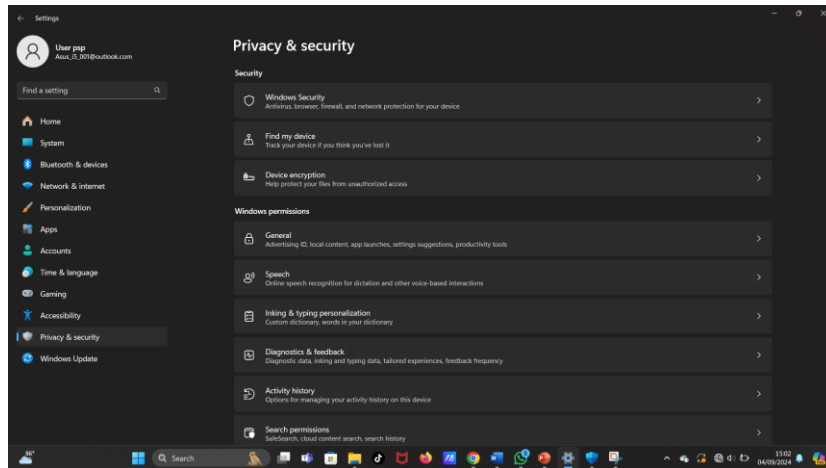 Settings
User psp
Asus_i5_001@outlook.com
Find a setting
Home
System
Bluetooth & devices
Network & internet
Personalization
Apps
Accounts
Time & language
Gaming
Accessibility
Privacy & security
Windows Update
Privacy & security
Security
Windows Security
Antivirus, browser, firewall, and network protection for your device
Find my device
Track your device if you think you've lost it
Device encryption
Help protect your files from unauthorized access
Windows permissions
General
Advertising ID, local content, app launches, settings suggestions, productivity tools
Speech
Online speech recognition for dictation and other voice-based interactions
Inking & typing personalization
Custom dictionary, words in your dictionary
Diagnostics & feedback
Diagnostic data, inking and typing data, tailored experiences, feedback frequency
Activity history
Options for managing your activity history on this device
Search permissions
SafeSearch, cloud content search, search history
86°
Search
15:02
04/09/2024